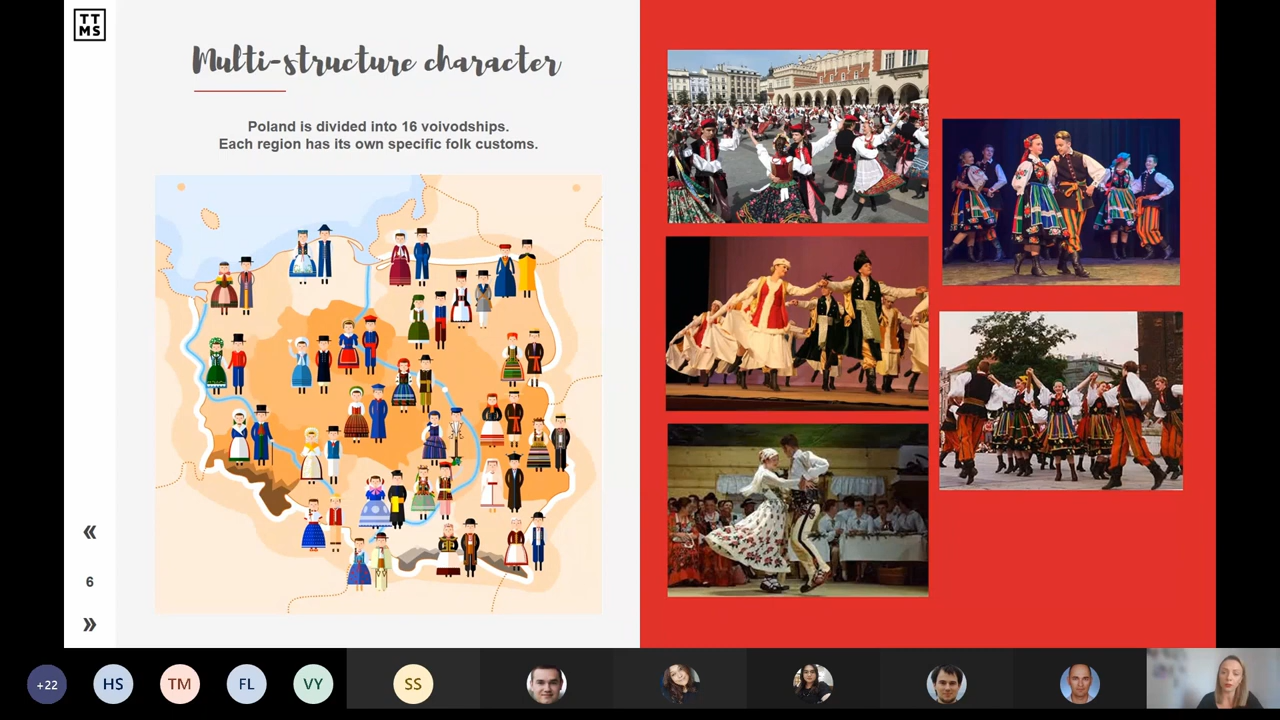 TT
MS
Multi-structure character
Poland is divided into 16 voivodships.
Each region has its own specific folk customs.
«
6
»
+22
HS
TM
FL
VY
SS